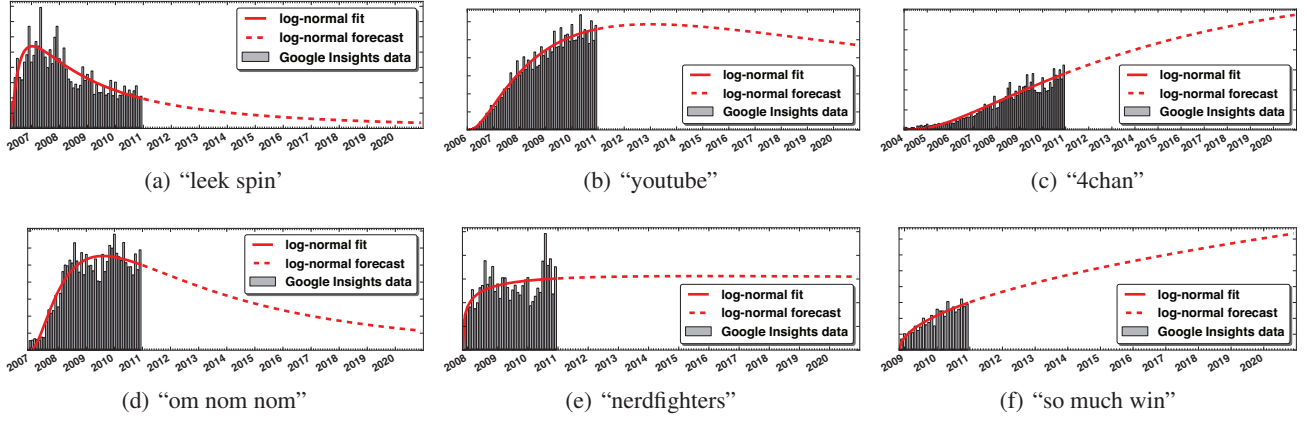 log-normal fit
log-normal forecast
Google Insights data
2007 2008 2009 2010 2011 2012 2013 2014 2015 2016 2017 2018 2019 2020
(a) “leek spin’
log-normal fit
log-normal forecast
Google Insights data
2006 2007 2008 2009 2010 2011 2012 2013 2014 2015 2016 2017 2018 2019 2020
(b) “youtube”
log-normal fit
log-normal forecast
Google Insights data
2004 2005 2006 2007 2008 2009 2010 2011 2012 2013 2014 2015 2016 2017 2018 2019 2020
(c) “4chan”
log-normal fit
log-normal forecast
Google Insights data
2007 2008 2009 2010 2011 2012 2013 2014 2015 2016 2017 2018 2019 2020
(d) “om nom nom”
log-normal fit
log-normal forecast
Google Insights data
2008 2009 2010 2011 2012 2013 2014 2015 2016 2017 2018 2019 2020
(e) “nerdfighters”
log-normal fit
log-normal forecast
Google Insights data
2009 2010 2011 2012 2013 2014 2015 2016 2017 2018 2019 2020
(f) “so much win”